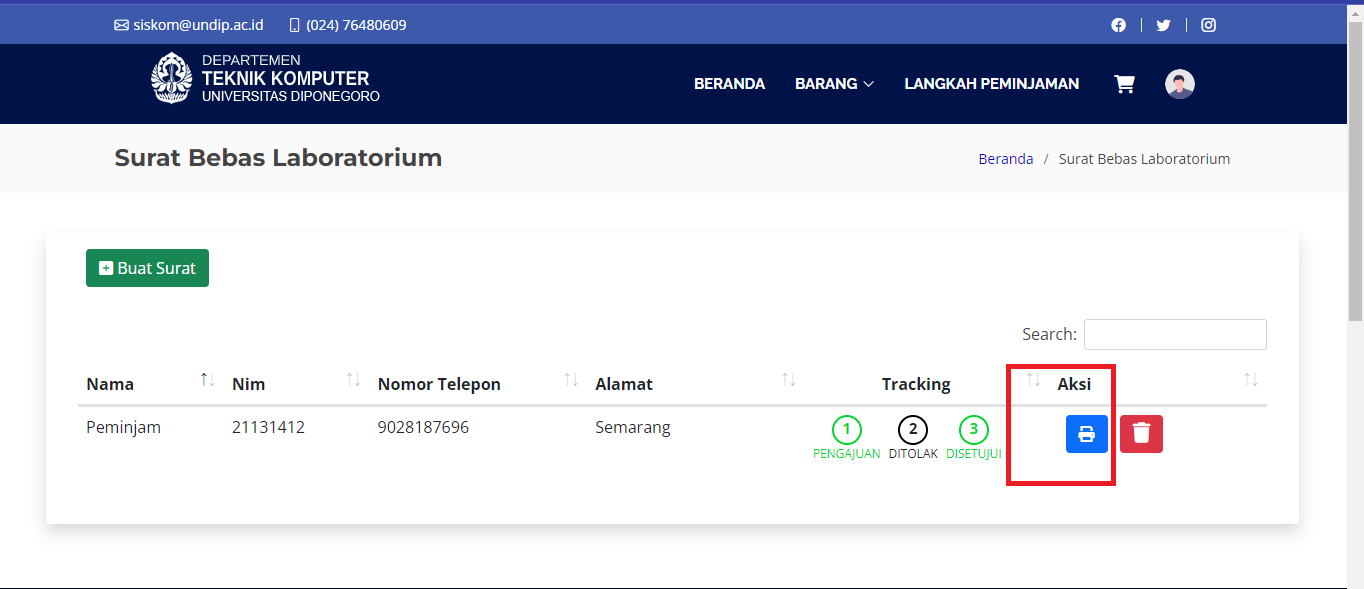 siskom@undip.ac.id (024) 76480609
DEPARTEMEN
TEKNIK KOMPUTER
UNIVERSITAS DIPONEGORO
BERANDA BARANG LANGKAH PEMINJAMAN
Surat Bebas Laboratorium
Beranda / Surat Bebas Laboratorium
Buat Surat
Search:
Nama Nim Nomor Telepon Alamat Tracking Aksi
Peminjam 21131412 9028187696 Semarang 1 2 3
PENGAJUAN DITOLAK DISETUJUI